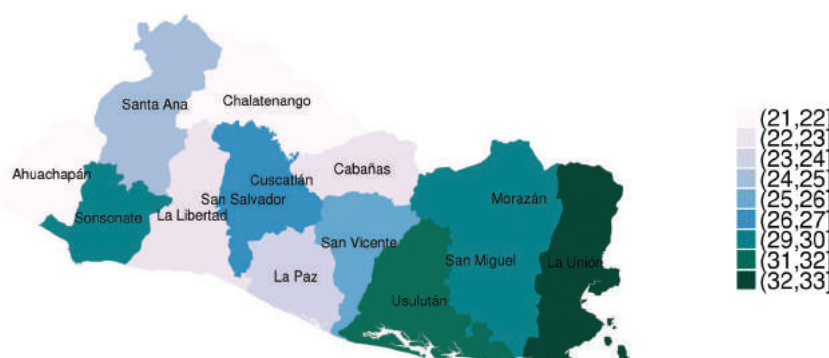 Santa Ana
Chalatenango
Ahuachapán
Cabañas
Cuscatlán
San Salvador
Morazán
Sonsonate
La Libertad
San Vicente
San Miguel
La Unión
La Paz
Usulután
(21,22]
(22,23]
(23,24]
(24,25]
(25,26]
(26,27]
(29,30]
(31,32]
(32,33]